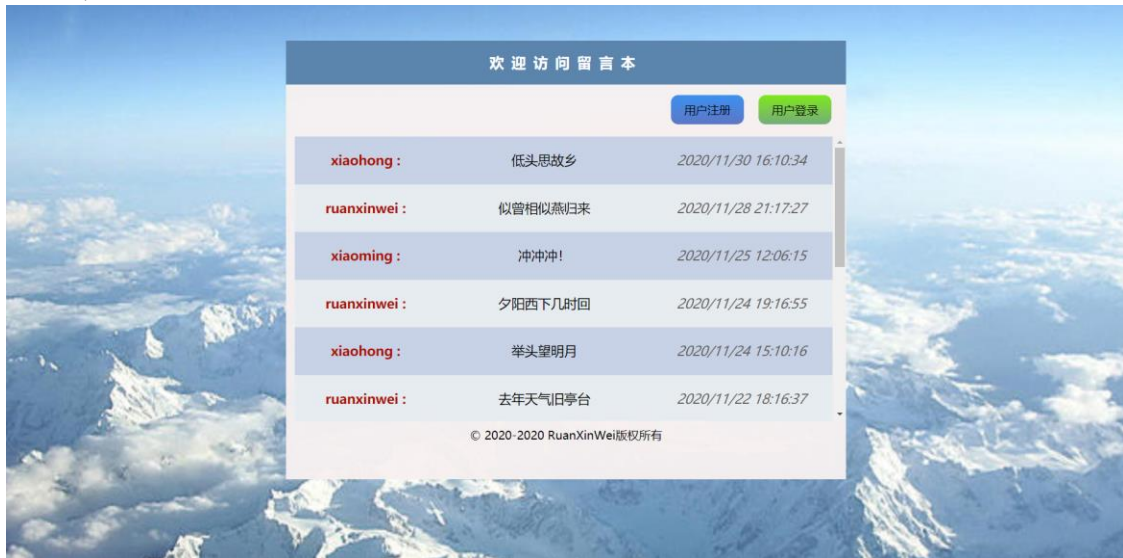 欢迎访问留言本
用户注册 用户登录
xiaohong : 低头思故乡 2020/11/30 16:10:34
ruanxinwei : 似曾相似燕归来 2020/11/28 21:17:27
xiaoming : 冲冲冲! 2020/11/25 12:06:15
ruanxinwei : 夕阳西下几时回 2020/11/24 19:16:55
xiaohong : 举头望明月 2020/11/24 15:10:16
ruanxinwei : 去年天气旧亭台 2020/11/22 18:16:37
© 2020-2020 RuanXinWei版权所有